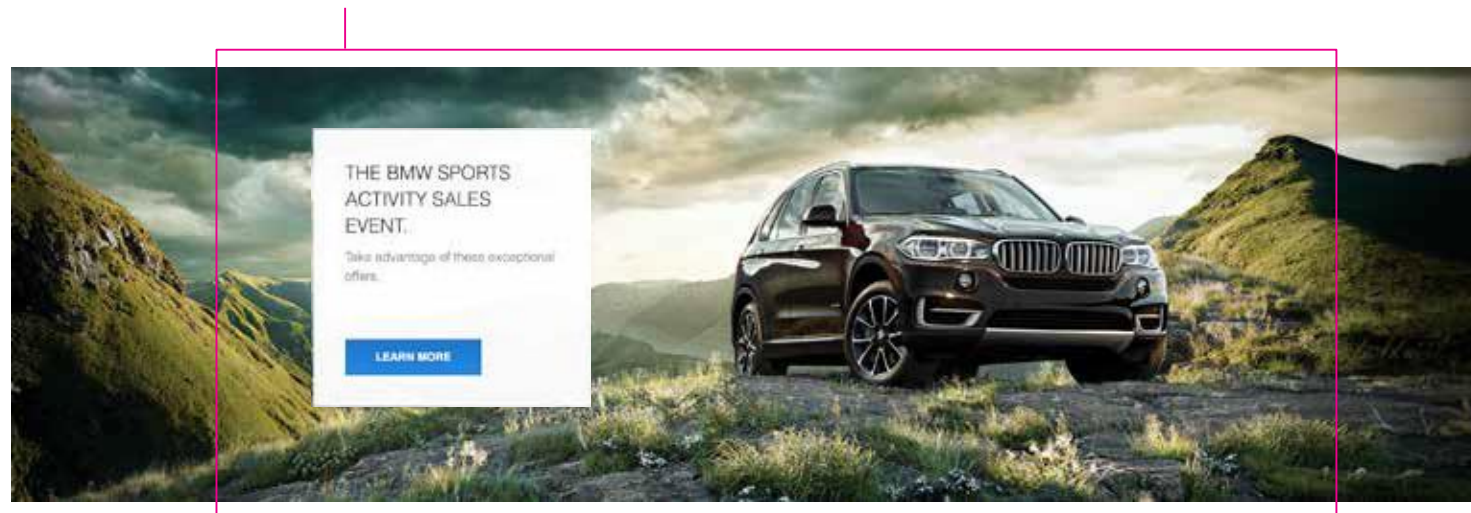 THE BMW SPORTS
ACTIVITY SALES
EVENT.
Take advantage of these exceptional
offers.
LEARN MORE